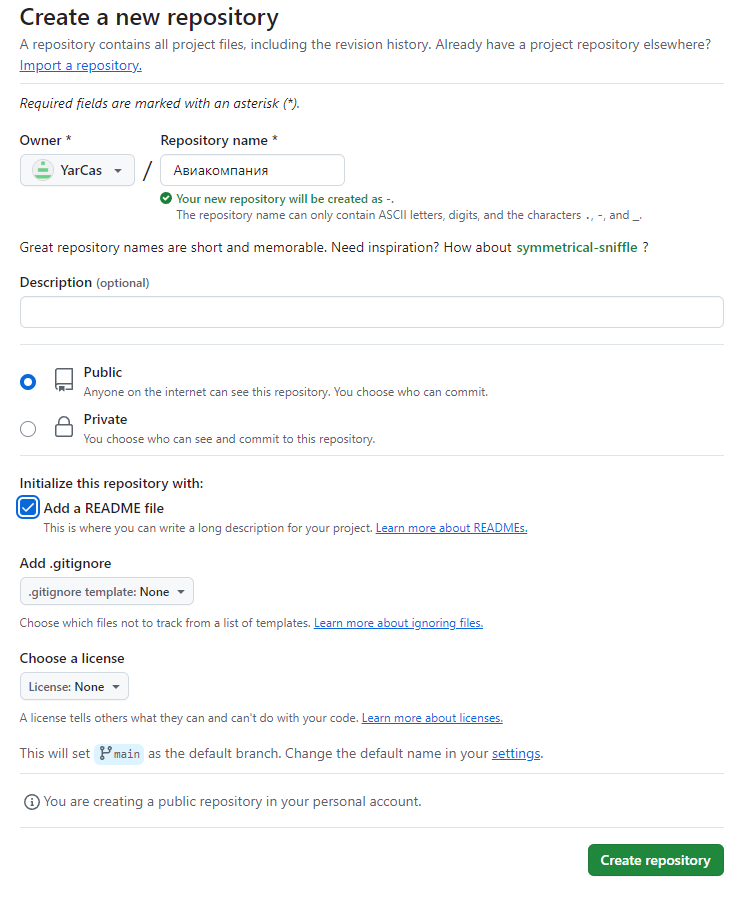 Create a new repository
A repository contains all project files, including the revision history. Already have a project repository elsewhere?
Import a repository.
Required fields are marked with an asterisk (*).
Owner * Repository name *
YarCas / Авиакомпания
Your new repository will be created as -.
The repository name can only contain ASCII letters, digits, and the characters ., -, and _.
Great repository names are short and memorable. Need inspiration? How about symmetrical-sniffle ?
Description (optional)
Public
Anyone on the internet can see this repository. You choose who can commit.
Private
You choose who can see and commit to this repository.
Initialize this repository with:
Add a README file
This is where you can write a long description for your project. Learn more about READMEs.
Add .gitignore
.gitignore template: None
Choose which files not to track from a list of templates. Learn more about ignoring files.
Choose a license
License: None
A license tells others what they can and can't do with your code. Learn more about licenses.
This will set main as the default branch. Change the default name in your settings.
You are creating a public repository in your personal account.
Create repository